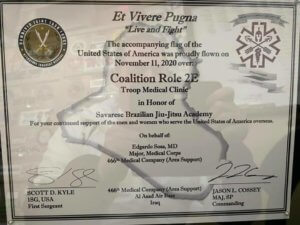 Et Vivere Pugna
"Live and Fight"
The accompanying flag of the
United States of America was proudly flown on
November 11, 2020 over:
Coalition Role 2E
Troop Medical Clinic
in Honor of
Savarese Brazilian Jiu-Jitsu Academy
For your continued support of the men and women who serve the United States of America overseas.
On behalf of:
Edgardo Sosa, MD
Major, Medical Corps
466th Medical Company (Area Support)
SCOTT D. KYLE
1SG, USA
First Sergeant
466th Medical Company (Area Support)
Al Asad Air Base
Iraq
JASON L. COSSEY
MAJ, SP
Commanding